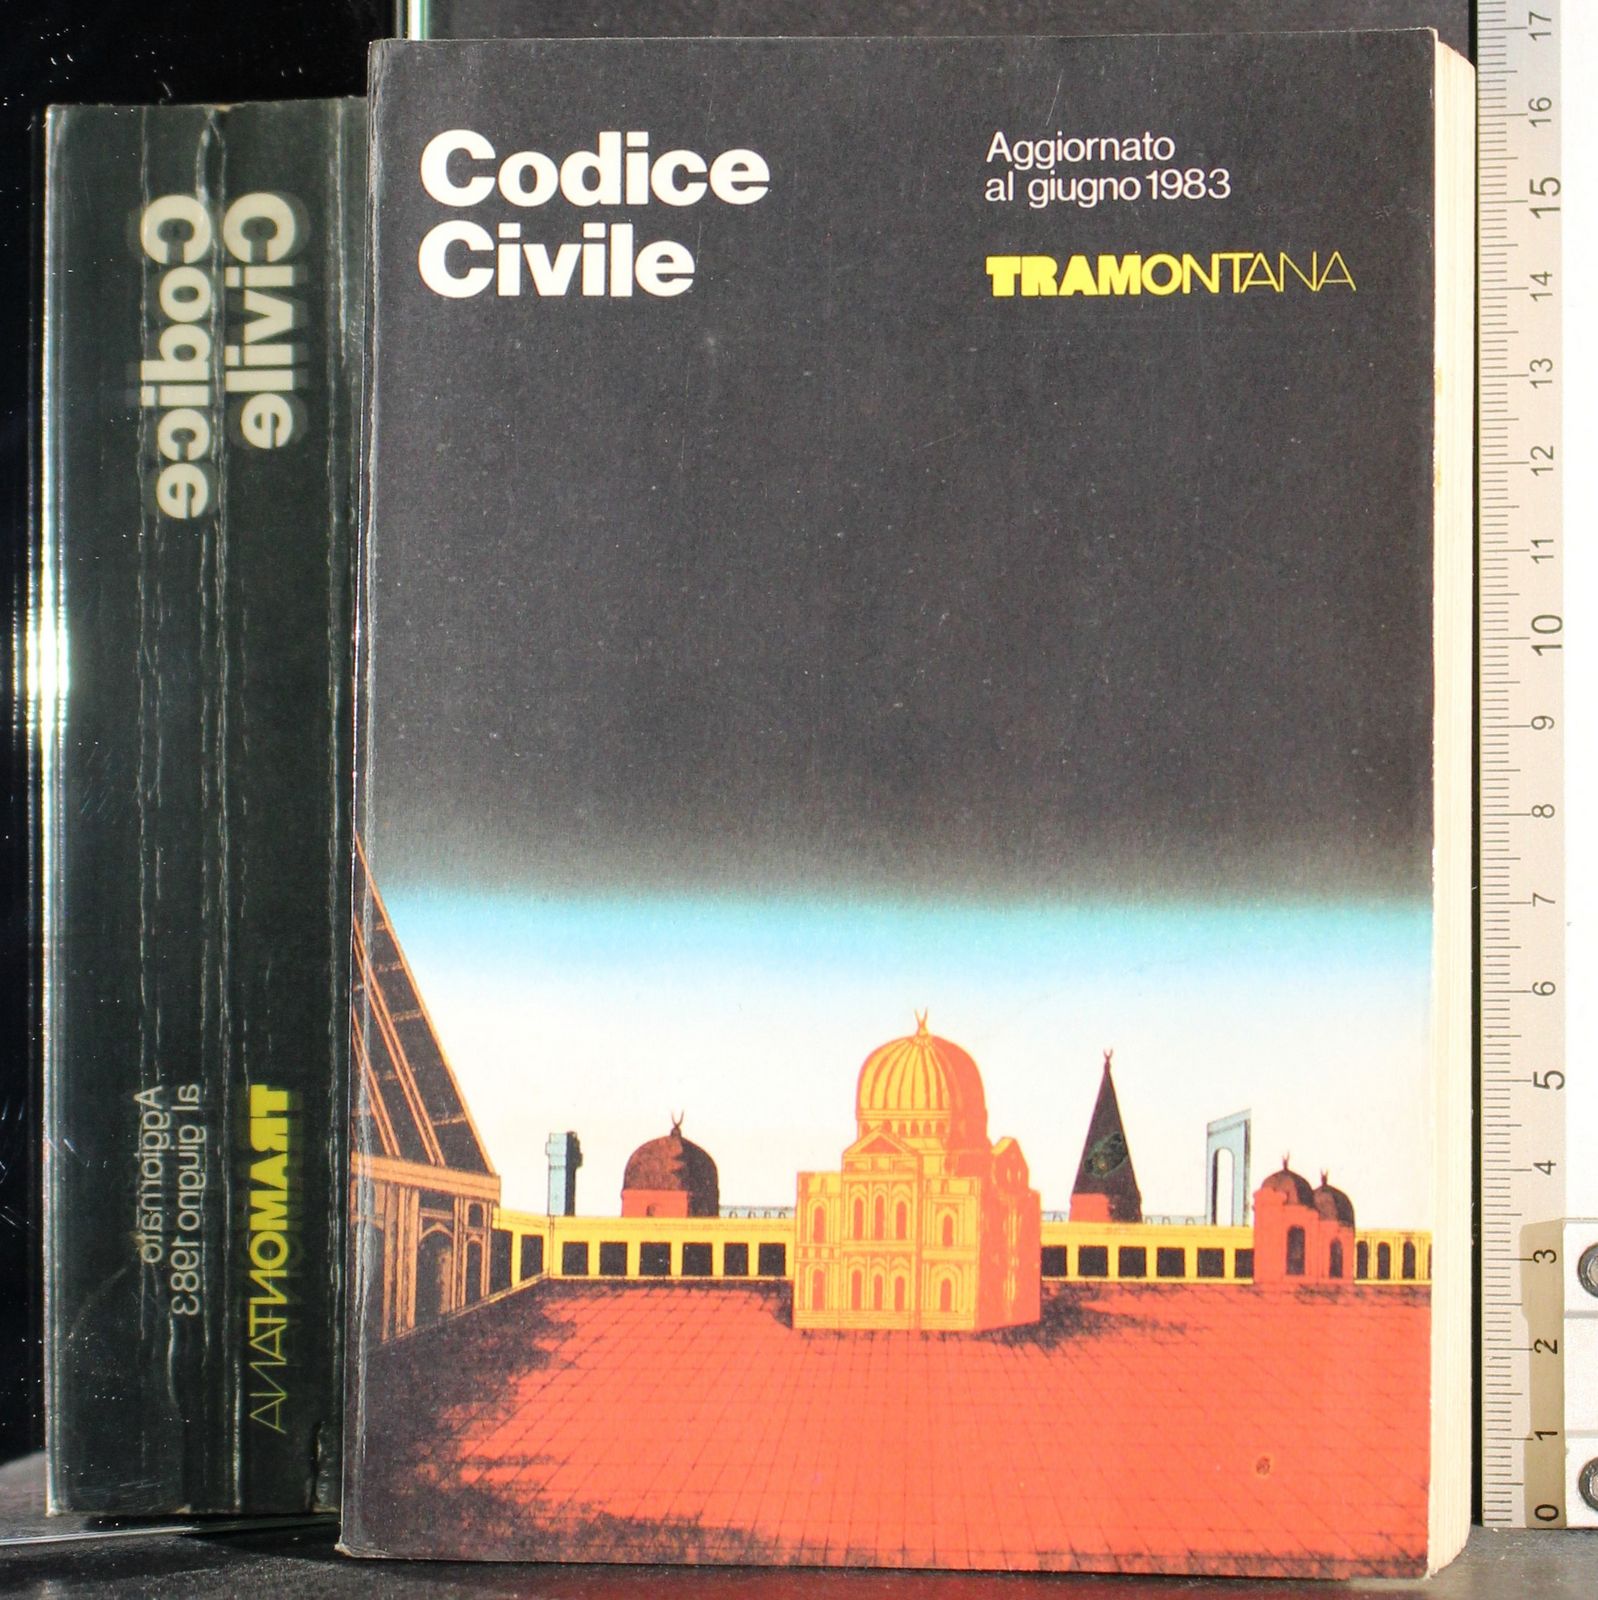 Codice
Civile
Aggiornato
al giugno 1983
TRAMONTANA
Codice
Civile
Aggiornato
al giugno 1983
TRAMONTANA
17
16
15
14
13
12
11
10
9
8
7
6
5
4
3
2
1
0